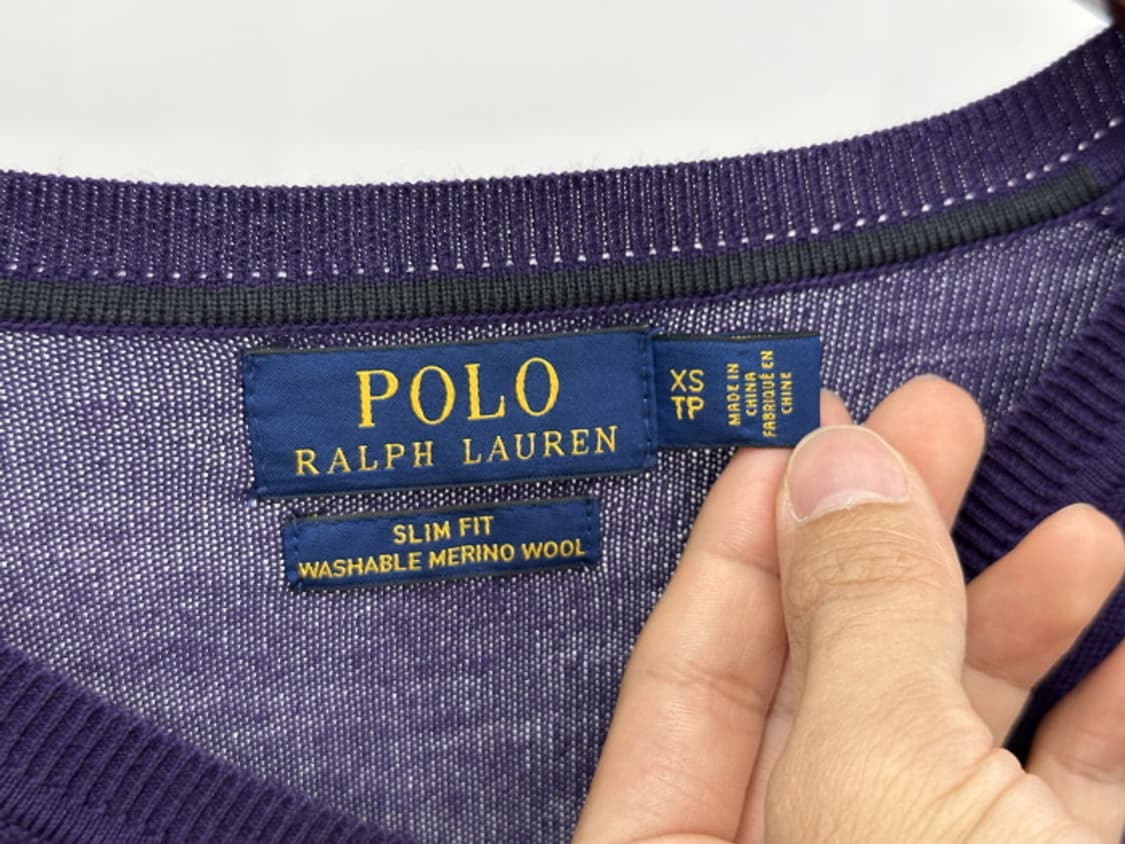 POLO
RALPH LAUREN
XS
TP
MADE IN
CHINA
FABRIQUÉ EN
CHINE
SLIM FIT
WASHABLE MERINO WOOL